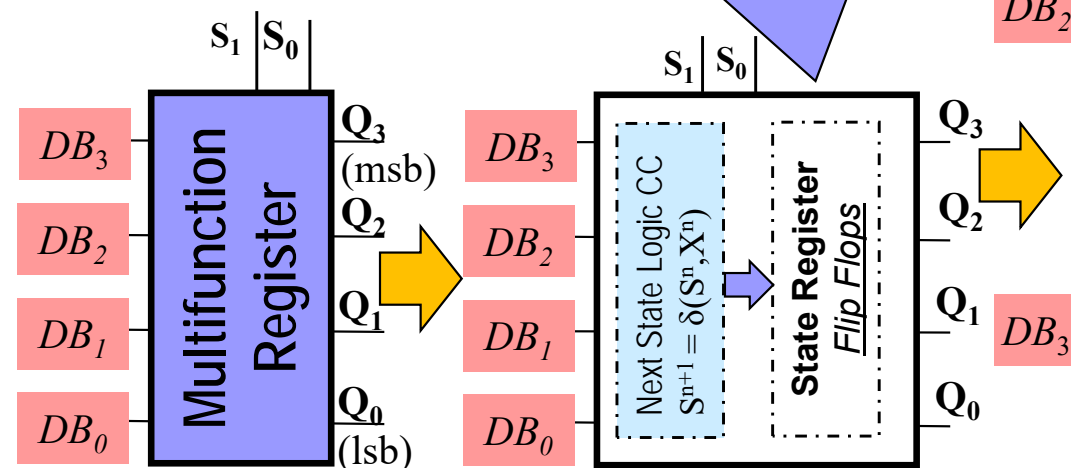 S₁ S₀
DB₃
DB₂
DB₁
DB₀
Multifunction
Register
Q₃
(msb)
Q₂
Q₁
Q₀
(lsb)
S₁ S₀
DB₃
DB₂
DB₁
DB₀
Next State Logic CC
Sⁿ⁺¹ = δ(Sⁿ,Xⁿ)
State Register
Flip Flops
Q₃
Q₂
Q₁
Q₀
DB₂
DB₃